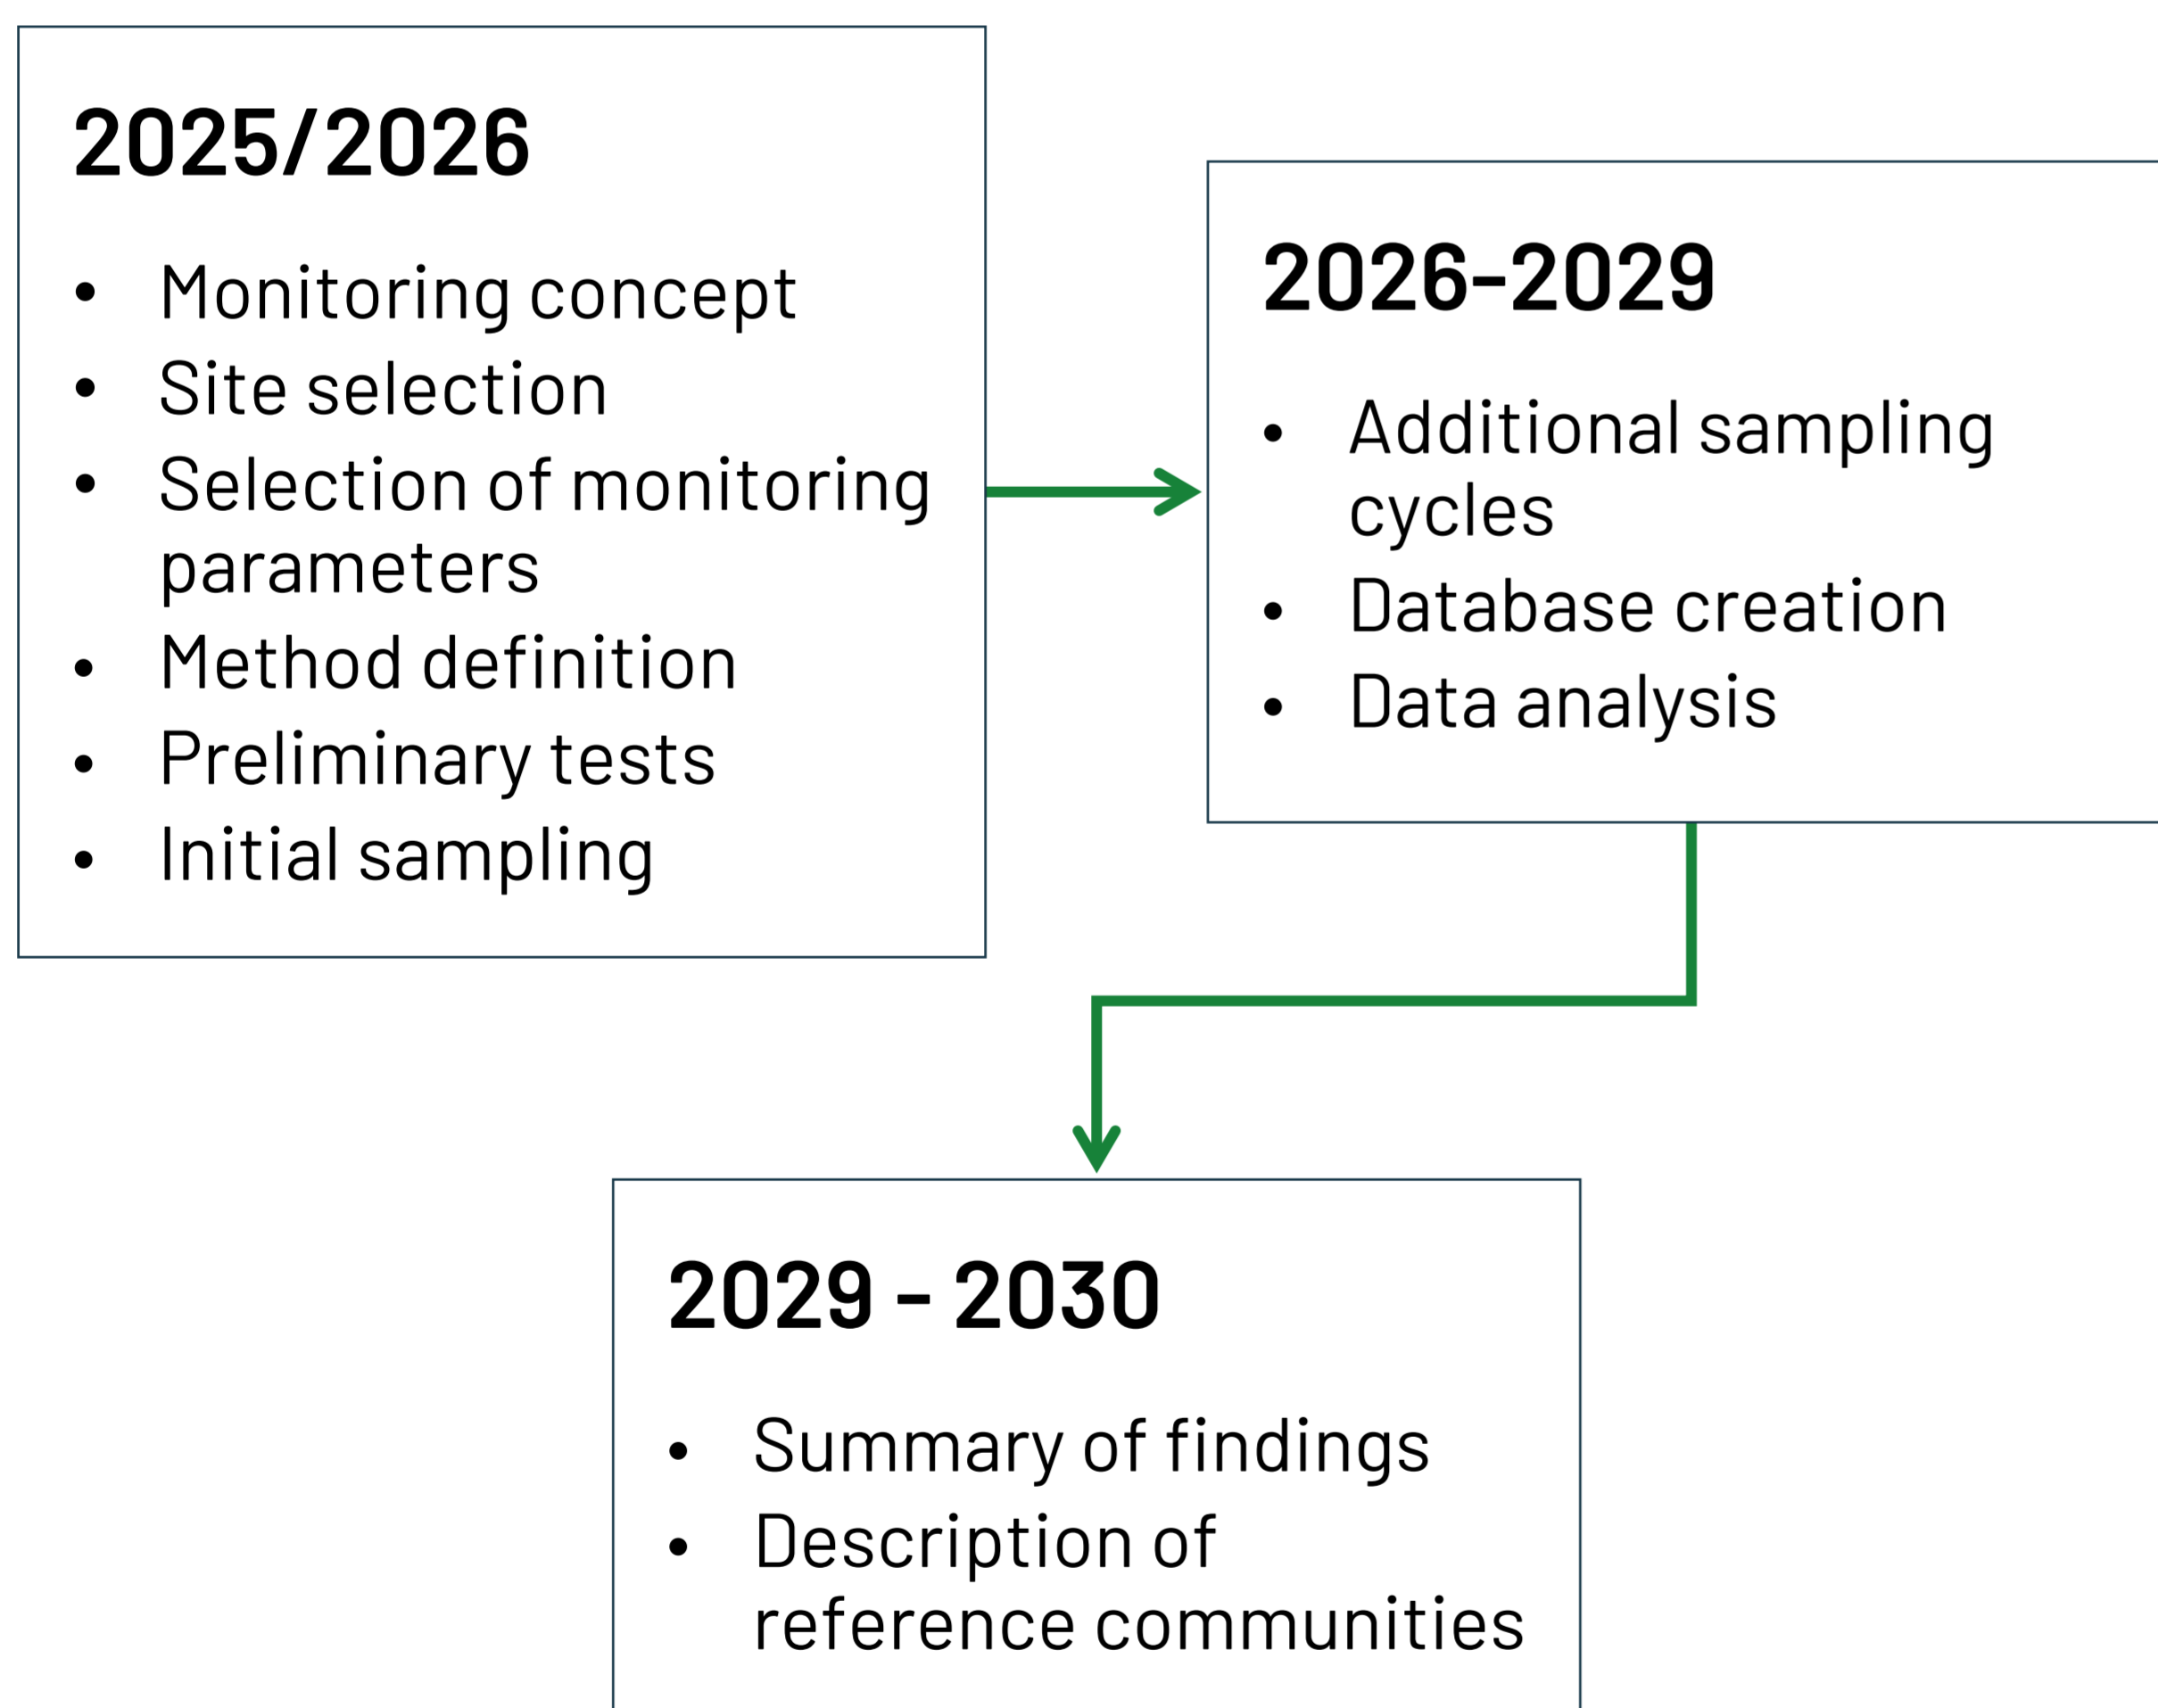 2025/2026
• Monitoring concept
• Site selection
• Selection of monitoring
parameters
• Method definition
• Preliminary tests
• Initial sampling
2026-2029
• Additional sampling
cycles
• Database creation
• Data analysis
2029 - 2030
• Summary of findings
• Description of
reference communities